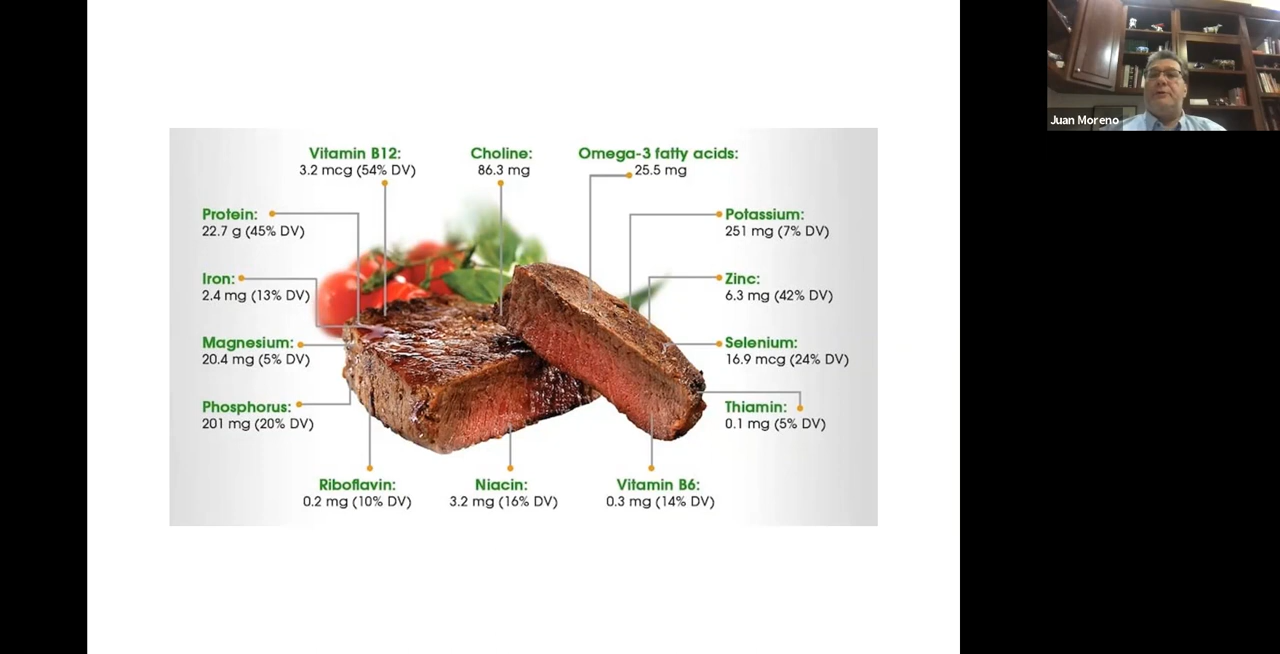 Vitamin B12:
3.2 mcg (54% DV)
Choline:
86.3 mg
Omega-3 fatty acids:
25.5 mg
Protein:
22.7 g (45% DV)
Potassium:
251 mg (7% DV)
Iron:
2.4 mg (13% DV)
Zinc:
6.3 mg (42% DV)
Magnesium:
20.4 mg (5% DV)
Selenium:
16.9 mcg (24% DV)
Phosphorus:
201 mg (20% DV)
Thiamin:
0.1 mg (5% DV)
Riboflavin:
0.2 mg (10% DV)
Niacin:
3.2 mg (16% DV)
Vitamin B6:
0.3 mg (14% DV)
Juan Moreno